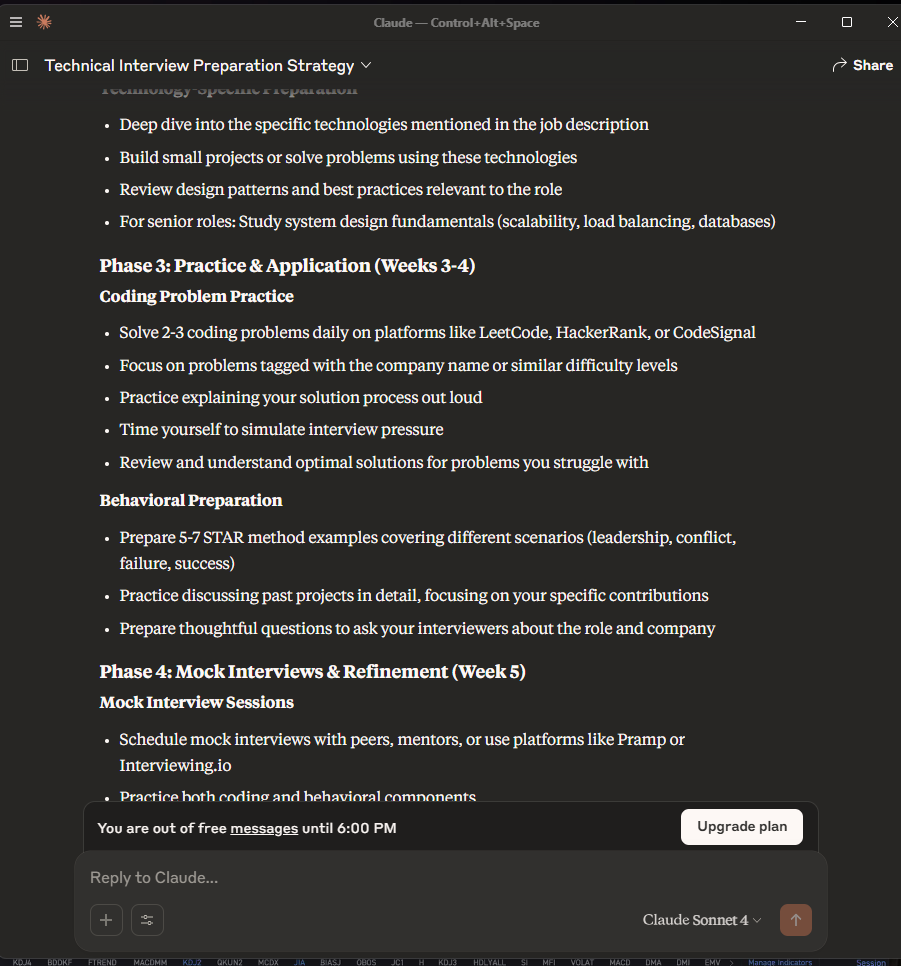 Claude — Control+Alt+Space
Technical Interview Preparation Strategy
Share
Technology-Specific Preparation
Deep dive into the specific technologies mentioned in the job description
Build small projects or solve problems using these technologies
Review design patterns and best practices relevant to the role
For senior roles: Study system design fundamentals (scalability, load balancing, databases)
Phase 3: Practice & Application (Weeks 3-4)
Coding Problem Practice
Solve 2-3 coding problems daily on platforms like LeetCode, HackerRank, or CodeSignal
Focus on problems tagged with the company name or similar difficulty levels
Practice explaining your solution process out loud
Time yourself to simulate interview pressure
Review and understand optimal solutions for problems you struggle with
Behavioral Preparation
Prepare 5-7 STAR method examples covering different scenarios (leadership, conflict,
failure, success)
Practice discussing past projects in detail, focusing on your specific contributions
Prepare thoughtful questions to ask your interviewers about the role and company
Phase 4: Mock Interviews & Refinement (Week 5)
Mock Interview Sessions
Schedule mock interviews with peers, mentors, or use platforms like Pramp or
Interviewing.io
Practice both coding and behavioral components
You are out of free messages until 6:00 PM
Upgrade plan
Reply to Claude...
Claude Sonnet 4
KDJ4 BDDKF FTREND MACDMM KDJ2 QKUN2 MCDX JIA BIASJ OBOS JC1 H KDJ3 HDLYALL SI MFI VOLAT MACD DMA DMI EMV Manage Indicators Session